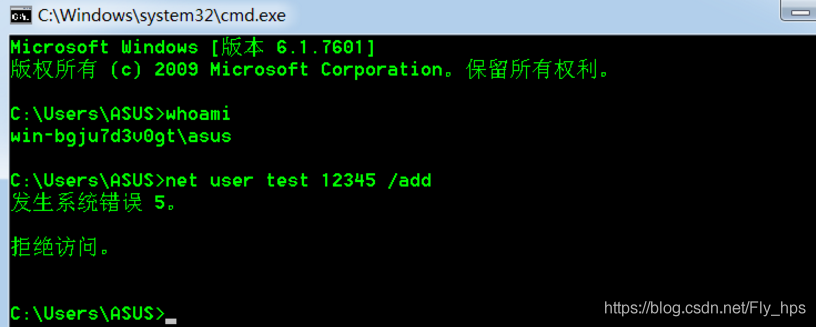 C:\Windows\system32\cmd.exe
Microsoft Windows [版本 6.1.7601]
版权所有 (c) 2009 Microsoft Corporation。保留所有权利。
C:\Users\ASUS>whoami
win-bgju7d3v0gt\asus
C:\Users\ASUS>net user test 12345 /add
发生系统错误 5。
拒绝访问。
C:\Users\ASUS>_
https://blog.csdn.net/Fly_hps